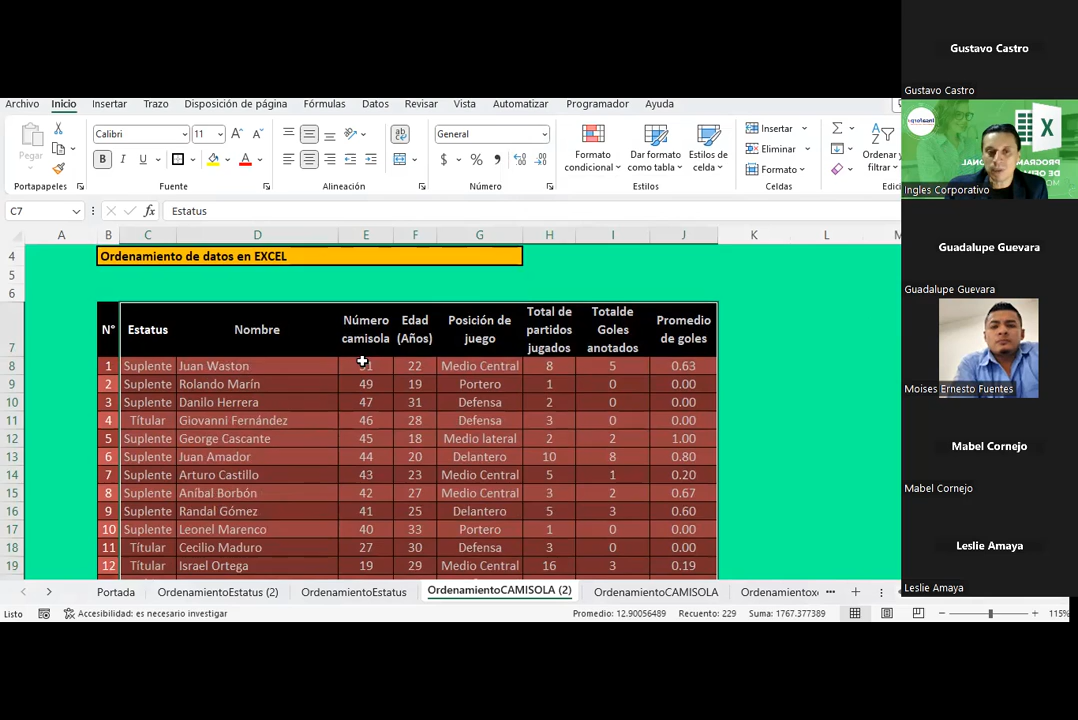 Archivo Inicio Insertar Trazo Disposición de página Fórmulas Datos Revisar Vista Automatizar Programador Ayuda
Pegar
Calibri 11
General
Formato condicional
Dar formato como tabla
Estilos de celda
Insertar
Eliminar
Formato
Ordenar y filtrar
Portapapeles Fuente Alineación Número Estilos Celdas
C7 fx Estatus
A B C D E F G H I J K L
4 Ordenamiento de datos en EXCEL
5
6
7 N° Estatus Nombre Número camisola Edad (Años) Posición de juego Total de partidos jugados Totalde Goles anotados Promedio de goles
8 1 Suplente Juan Waston 22 Medio Central 8 5 0.63
9 2 Suplente Rolando Marín 49 19 Portero 1 0 0.00
10 3 Suplente Danilo Herrera 47 31 Defensa 2 0 0.00
11 4 Títular Giovanni Fernández 46 28 Defensa 3 0 0.00
12 5 Suplente George Cascante 45 18 Medio lateral 2 2 1.00
13 6 Suplente Juan Amador 44 20 Delantero 10 8 0.80
14 7 Suplente Arturo Castillo 43 23 Medio Central 5 1 0.20
15 8 Suplente Aníbal Borbón 42 27 Medio Central 3 2 0.67
16 9 Suplente Randal Gómez 41 25 Delantero 5 3 0.60
17 10 Suplente Leonel Marenco 40 33 Portero 1 0 0.00
18 11 Títular Cecilio Maduro 27 30 Defensa 3 0 0.00
19 12 Títular Israel Ortega 19 29 Defensa 16 3 0.19
Portada OrdenamientoEstatus (2) OrdenamientoEstatus OrdenamientoCAMISOLA (2) OrdenamientoCAMISOLA
Listo Accesibilidad: es necesario investigar Promedio: 12.90056489 Recuento: 229 Suma: 1767.377389 115%
Gustavo Castro
Gustavo Castro
Ingles Corporativo
Guadalupe Guevara
Guadalupe Guevara
Moises Ernesto Fuentes
Mabel Cornejo
Mabel Cornejo
Leslie Amaya
Leslie Amaya